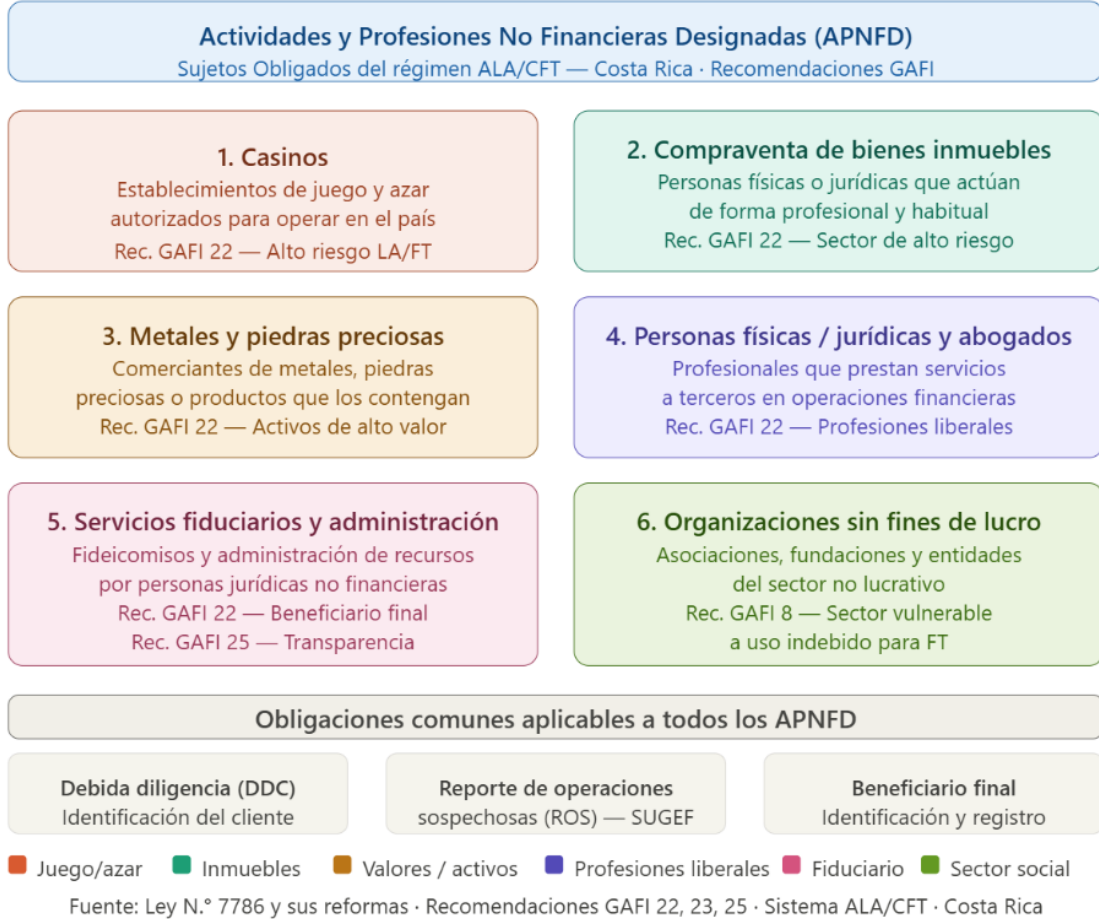 Actividades y Profesiones No Financieras Designadas (APNFD)
Sujetos Obligados del régimen ALA/CFT — Costa Rica · Recomendaciones GAFI
1. Casinos
Establecimientos de juego y azar
autorizados para operar en el país
Rec. GAFI 22 — Alto riesgo LA/FT
2. Compraventa de bienes inmuebles
Personas físicas o jurídicas que actúan
de forma profesional y habitual
Rec. GAFI 22 — Sector de alto riesgo
3. Metales y piedras preciosas
Comerciantes de metales, piedras
preciosas o productos que los contengan
Rec. GAFI 22 — Activos de alto valor
4. Personas físicas / jurídicas y abogados
Profesionales que prestan servicios
a terceros en operaciones financieras
Rec. GAFI 22 — Profesiones liberales
5. Servicios fiduciarios y administración
Fideicomisos y administración de recursos
por personas jurídicas no financieras
Rec. GAFI 22 — Beneficiario final
Rec. GAFI 25 — Transparencia
6. Organizaciones sin fines de lucro
Asociaciones, fundaciones y entidades
del sector no lucrativo
Rec. GAFI 8 — Sector vulnerable
a uso indebido para FT
Obligaciones comunes aplicables a todos los APNFD
Debida diligencia (DDC)
Identificación del cliente
Reporte de operaciones
sospechosas (ROS) — SUGEF
Beneficiario final
Identificación y registro
Juego/azar
Inmuebles
Valores / activos
Profesiones liberales
Fiduciario
Sector social
Fuente: Ley N.° 7786 y sus reformas · Recomendaciones GAFI 22, 23, 25 · Sistema ALA/CFT · Costa Rica